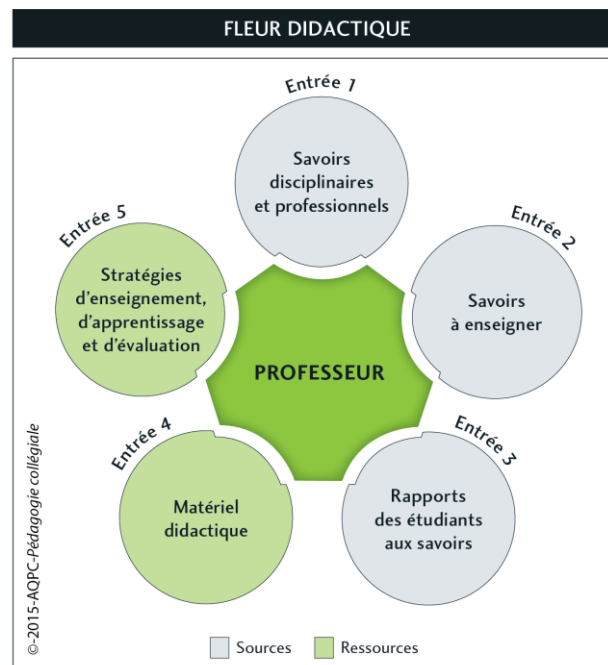 FLEUR DIDACTIQUE
Entrée 1
Savoirs
disciplinaires
et professionnels
Entrée 2
Savoirs
à enseigner
Entrée 3
Rapports
des étudiants
aux savoirs
Entrée 4
Matériel
didactique
Entrée 5
Stratégies
d'enseignement,
d'apprentissage
et d'évaluation
PROFESSEUR
©-2015-AQPC-Pédagogie collégiale
Sources
Ressources